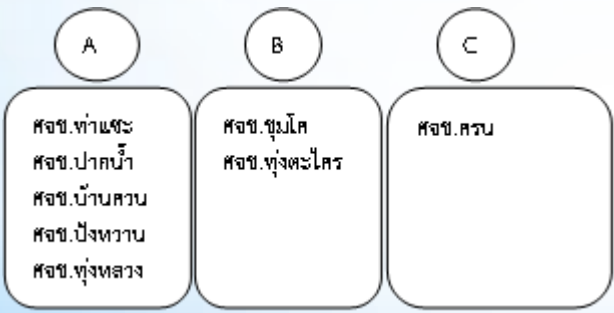 A
B
C
ศจช.ท่าแซะ
ศจช.ปากน้ำ
ศจช.บ้านควน
ศจช.ปังหวาน
ศจช.ทุ่งหลวง
ศจช.ขุมโค
ศจช.ทุ่งตะไคร
ศจช.ครน